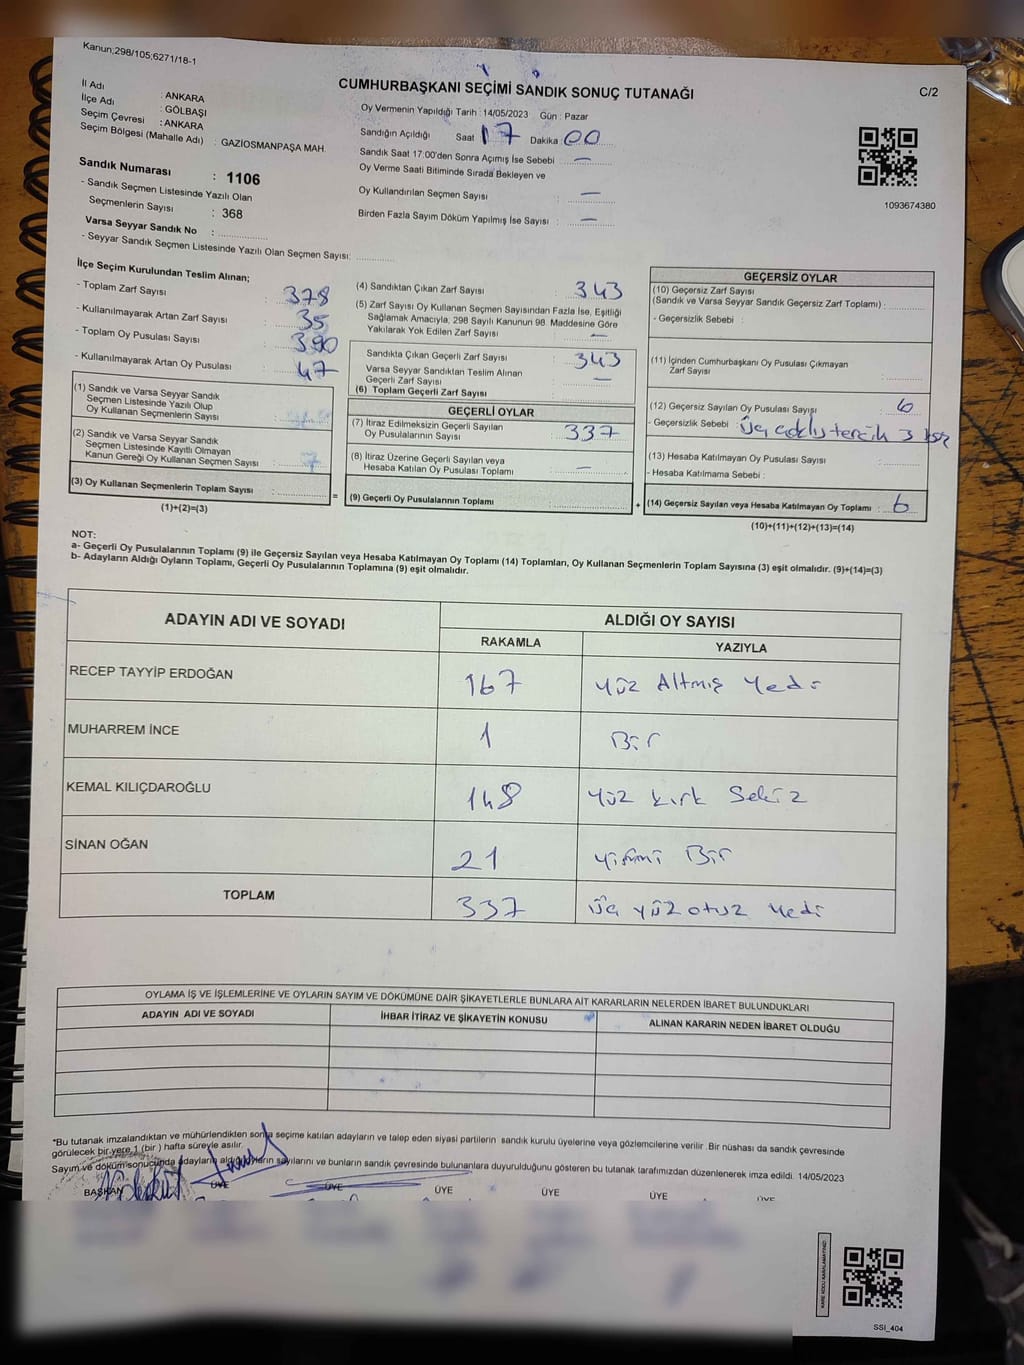 Kanun;298/105;6271/18-1
CUMHURBAŞKANI SEÇİMİ SANDIK SONUÇ TUTANAĞI
C/2
İl Adı : ANKARA
İlçe Adı : GÖLBAŞI
Seçim Çevresi : ANKARA
Seçim Bölgesi (Mahalle Adı) : GAZİOSMANPAŞA MAH.
Oy Vermenin Yapıldığı Tarih : 14/05/2023 Gün : Pazar
Sandığın Açıldığı Saat 17 Dakika 00
Sandık Saat 17:00'den Sonra Açımış İse Sebebi : —
Oy Verme Saati Bitiminde Sırada Bekleyen ve
Oy Kullandırılan Seçmen Sayısı : —
Birden Fazla Sayım Döküm Yapılmış İse Sayısı : —
1093674380
Sandık Numarası : 1106
- Sandık Seçmen Listesinde Yazılı Olan
Seçmenlerin Sayısı : 368
Varsa Seyyar Sandık No :
- Seyyar Sandık Seçmen Listesinde Yazılı Olan Seçmen Sayısı:
İlçe Seçim Kurulundan Teslim Alınan;
- Toplam Zarf Sayısı : 378
- Kullanılmayarak Artan Zarf Sayısı : 35
- Toplam Oy Pusulası Sayısı : 390
- Kullanılmayarak Artan Oy Pusulası : 47
(1) Sandık ve Varsa Seyyar Sandık
Seçmen Listesinde Yazılı Olup
Oy Kullanan Seçmenlerin Sayısı :
(2) Sandık ve Varsa Seyyar Sandık
Seçmen Listesinde Kayıtlı Olmayan
Kanun Gereği Oy Kullanan Seçmen Sayısı : 7
(3) Oy Kullanan Seçmenlerin Toplam Sayısı :
(1)+(2)=(3)
(4) Sandıktan Çıkan Zarf Sayısı : 343
(5) Zarf Sayısı Oy Kullanan Seçmen Sayısından Fazla İse, Eşitliği
Sağlamak Amacıyla, 298 Sayılı Kanunun 98. Maddesine Göre
Yakılarak Yok Edilen Zarf Sayısı : —
Sandıkta Çıkan Geçerli Zarf Sayısı : 343
Varsa Seyyar Sandıktan Teslim Alınan
Geçerli Zarf Sayısı : —
(6) Toplam Geçerli Zarf Sayısı :
GEÇERLİ OYLAR
(7) İtiraz Edilmeksizin Geçerli Sayılan
Oy Pusulalarının Sayısı : 337
(8) İtiraz Üzerine Geçerli Sayılan veya
Hesaba Katılan Oy Pusulası Toplamı : —
= (9) Geçerli Oy Pusulalarının Toplamı :
GEÇERSİZ OYLAR
(10) Geçersiz Zarf Sayısı
(Sandık ve Varsa Seyyar Sandık Geçersiz Zarf Toplamı) :
- Geçersizlik Sebebi :
(11) İçinden Cumhurbaşkanı Oy Pusulası Çıkmayan
Zarf Sayısı :
(12) Geçersiz Sayılan Oy Pusulası Sayısı : 6
- Geçersizlik Sebebi : Üç tercih 3
(13) Hesaba Katılmayan Oy Pusulası Sayısı :
- Hesaba Katılmama Sebebi :
+ (14) Geçersiz Sayılan veya Hesaba Katılmayan Oy Toplamı : 6
(10)+(11)+(12)+(13)=(14)
NOT:
a- Geçerli Oy Pusulalarının Toplamı (9) ile Geçersiz Sayılan veya Hesaba Katılmayan Oy Toplamı (14) Toplamları, Oy Kullanan Seçmenlerin Toplam Sayısına (3) eşit olmalıdır. (9)+(14)=(3)
b- Adayların Aldığı Oyların Toplamı, Geçerli Oy Pusulalarının Toplamına (9) eşit olmalıdır.
ADAYIN ADI VE SOYADI ALDIĞI OY SAYISI
RAKAMLA YAZIYLA
RECEP TAYYİP ERDOĞAN 167 Yüz Altmış Yedi
MUHARREM İNCE 1 Bir
KEMAL KILIÇDAROĞLU 148 Yüz kırk Sekiz
SİNAN OĞAN 21 Yirmi Bir
TOPLAM 337 Üç yüz otuz Yedi
OYLAMA İŞ VE İŞLEMLERİNE VE OYLARIN SAYIM VE DÖKÜMÜNE DAİR ŞİKAYETLERLE BUNLARA AİT KARARLARIN NELERDEN İBARET BULUNDUKLARI
ADAYIN ADI VE SOYADI İHBAR İTİRAZ VE ŞİKAYETİN KONUSU ALINAN KARARIN NEDEN İBARET OLDUĞU
*Bu tutanak imzalandıktan ve mühürlendikten sonra seçime katılan adayların ve talep eden siyasi partilerin sandık kurulu üyelerine veya gözlemcilerine verilir .Bir nüshası da sandık çevresinde
görülecek bir yere 1 (bir ) hafta süreyle asılır.
Sayım ve döküm sonucunda adayların aldığı oyların sayılarını ve bunların sandık çevresinde bulunanlara duyurulduğunu gösteren bu tutanak tarafımızdan düzenlenerek imza edildi. 14/05/2023
BAŞKAN ÜYE ÜYE ÜYE ÜYE ÜYE ÜYE
SSI_404